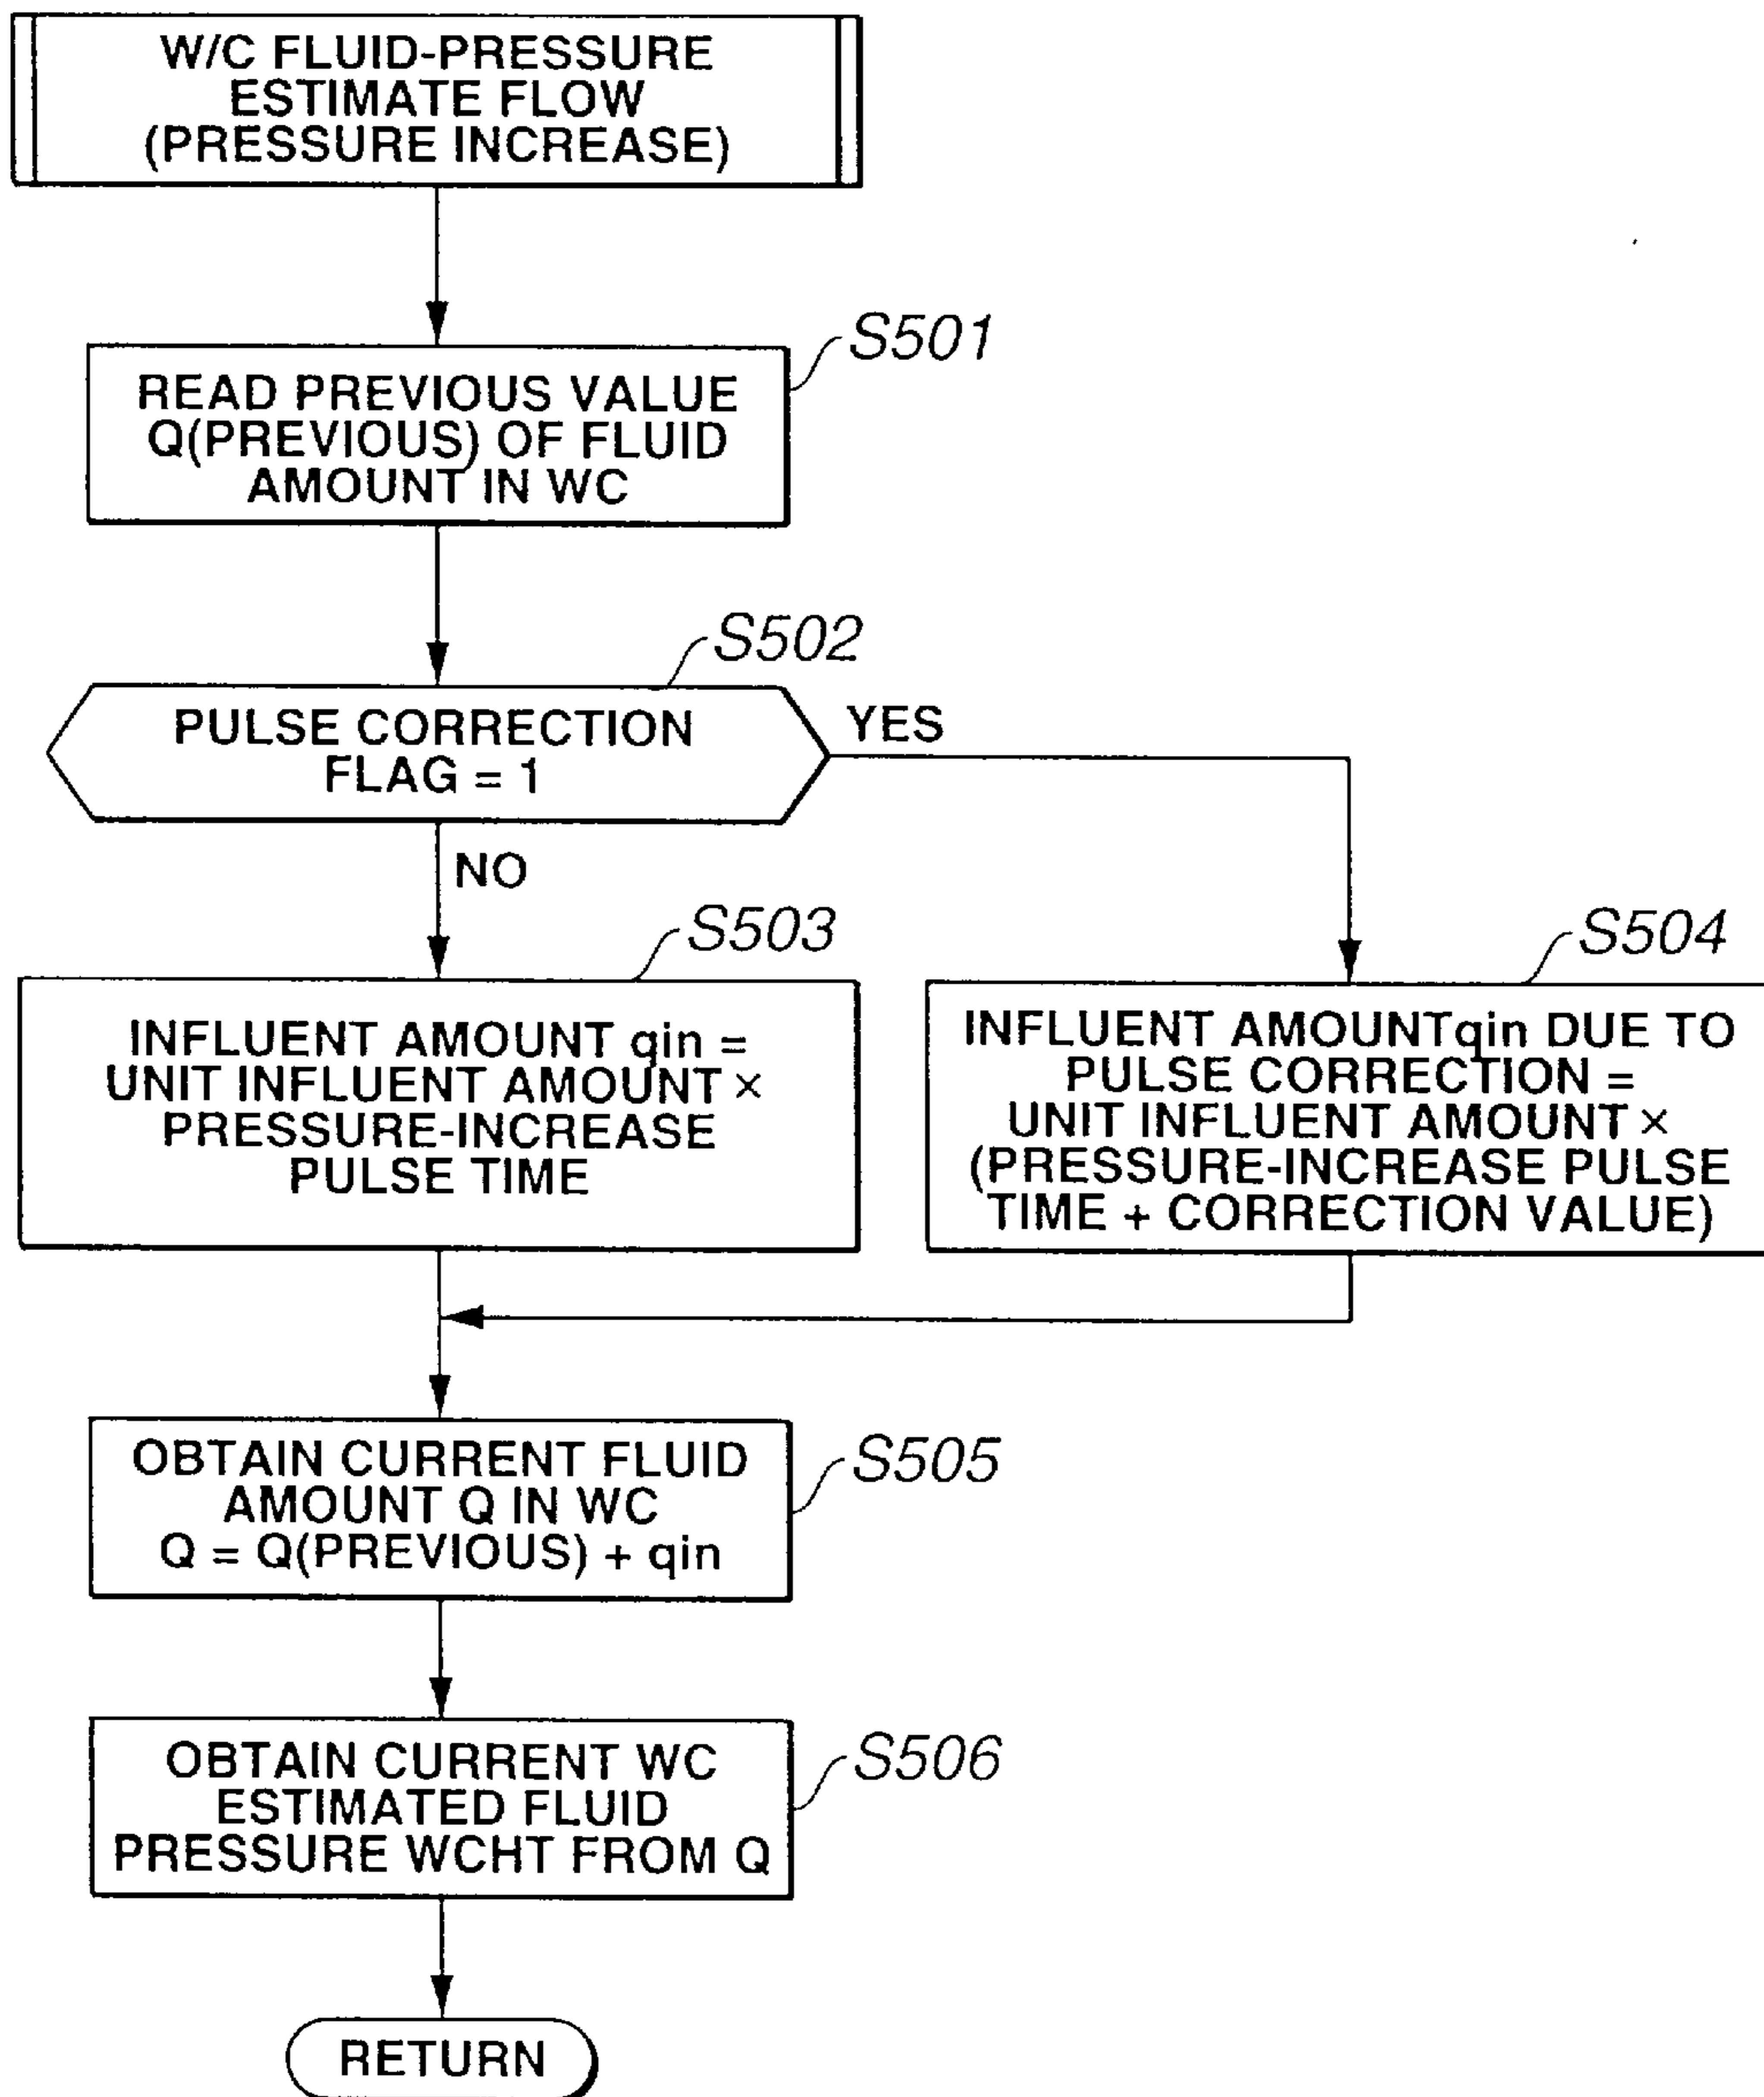 W/C FLUID-PRESSURE
ESTIMATE FLOW
(PRESSURE INCREASE)
S501
READ PREVIOUS VALUE
Q(PREVIOUS) OF FLUID
AMOUNT IN WC
S502
PULSE CORRECTION
FLAG = 1
YES
NO
S503
INFLUENT AMOUNT qin =
UNIT INFLUENT AMOUNT ×
PRESSURE-INCREASE
PULSE TIME
S504
INFLUENT AMOUNTqin DUE TO
PULSE CORRECTION =
UNIT INFLUENT AMOUNT ×
(PRESSURE-INCREASE PULSE
TIME + CORRECTION VALUE)
S505
OBTAIN CURRENT FLUID
AMOUNT Q IN WC
Q = Q(PREVIOUS) + qin
S506
OBTAIN CURRENT WC
ESTIMATED FLUID
PRESSURE WCHT FROM Q
RETURN